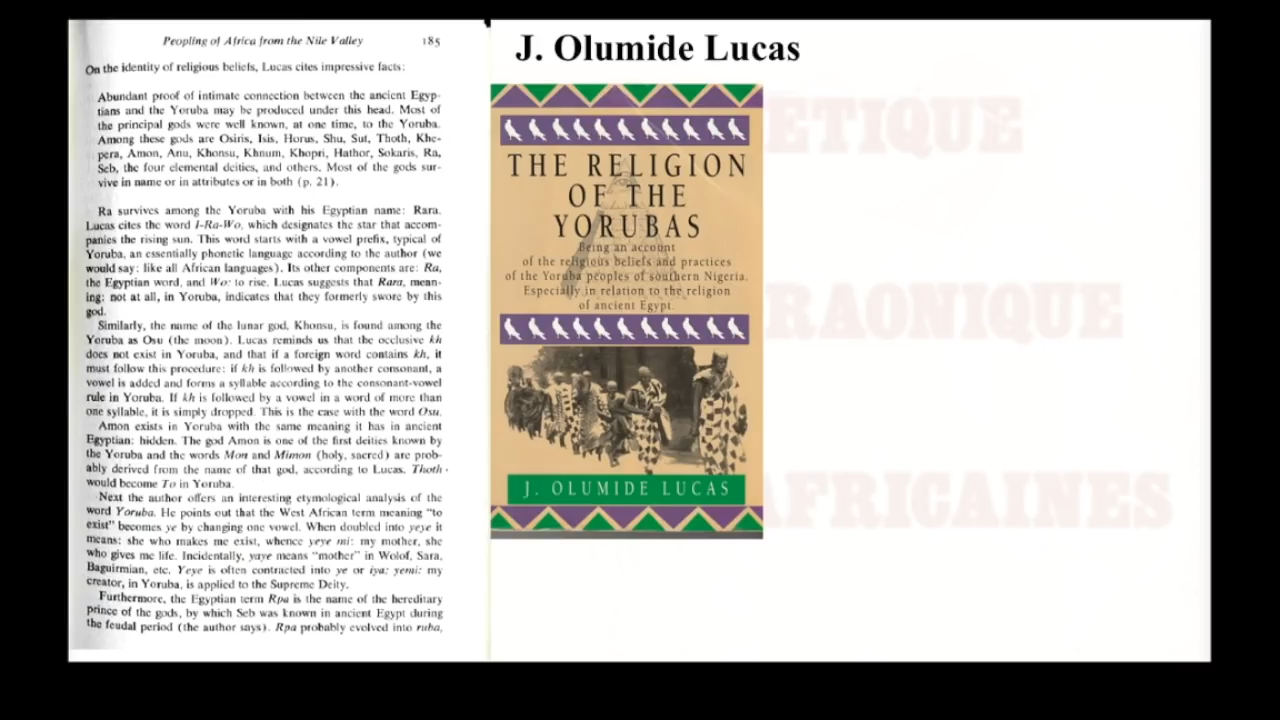 Peopling of Africa from the Nile Valley 185
On the identity of religious beliefs, Lucas cites impressive facts:
Abundant proof of intimate connection between the ancient Egyp-
tians and the Yoruba may be produced under this head. Most of
the principal gods were well known, at one time, to the Yoruba.
Among these gods are Osiris, Isis, Horus, Shu, Sut, Thoth, Khe-
pera, Amon, Anu, Khonsu, Khnum, Khopri, Hathor, Sokaris, Ra,
Seb, the four elemental deities, and others. Most of the gods sur-
vive in name or in attributes or in both (p. 21).
Ra survives among the Yoruba with his Egyptian name: Rara.
Lucas cites the word I-Ra-Wo, which designates the star that accom-
panies the rising sun. This word starts with a vowel prefix, typical of
Yoruba, an essentially phonetic language according to the author (we
would say: like all African languages). Its other components are: Ra,
the Egyptian word, and Wo: to rise. Lucas suggests that Rara, mean-
ing: not at all, in Yoruba, indicates that they formerly swore by this
god.
Similarly, the name of the lunar god, Khonsu, is found among the
Yoruba as Osu (the moon). Lucas reminds us that the occlusive kh
does not exist in Yoruba, and that if a foreign word contains kh, it
must follow this procedure: if kh is followed by another consonant, a
vowel is added and forms a syllable according to the consonant-vowel
rule in Yoruba. If kh is followed by a vowel in a word of more than
one syllable, it is simply dropped. This is the case with the word Osu.
Amon exists in Yoruba with the same meaning it has in ancient
Egyptian: hidden. The god Amon is one of the first deities known by
the Yoruba and the words Mon and Mimon (holy, sacred) are prob-
ably derived from the name of that god, according to Lucas. Thoth
would become To in Yoruba.
Next the author offers an interesting etymological analysis of the
word Yoruba. He points out that the West African term meaning "to
exist" becomes ye by changing one vowel. When doubled into yeye it
means: she who makes me exist, whence yeye mi: my mother, she
who gives me life. Incidentally, yaye means "mother" in Wolof, Sara,
Baguirmian, etc. Yeye is often contracted into ye or iya: yemi: my
creator, in Yoruba, is applied to the Supreme Deity.
Furthermore, the Egyptian term Rpa is the name of the hereditary
prince of the gods, by which Seb was known in ancient Egypt during
the feudal period (the author says). Rpa probably evolved into ruba,
J. Olumide Lucas
THE RELIGION
OF THE
YORUBAS
Being an account
of the religious beliefs and practices
of the Yoruba peoples of southern Nigeria.
Especially in relation to the religion
of ancient Egypt.
J. OLUMIDE LUCAS
ETIQUE
RAONIQUE
AFRICAINES